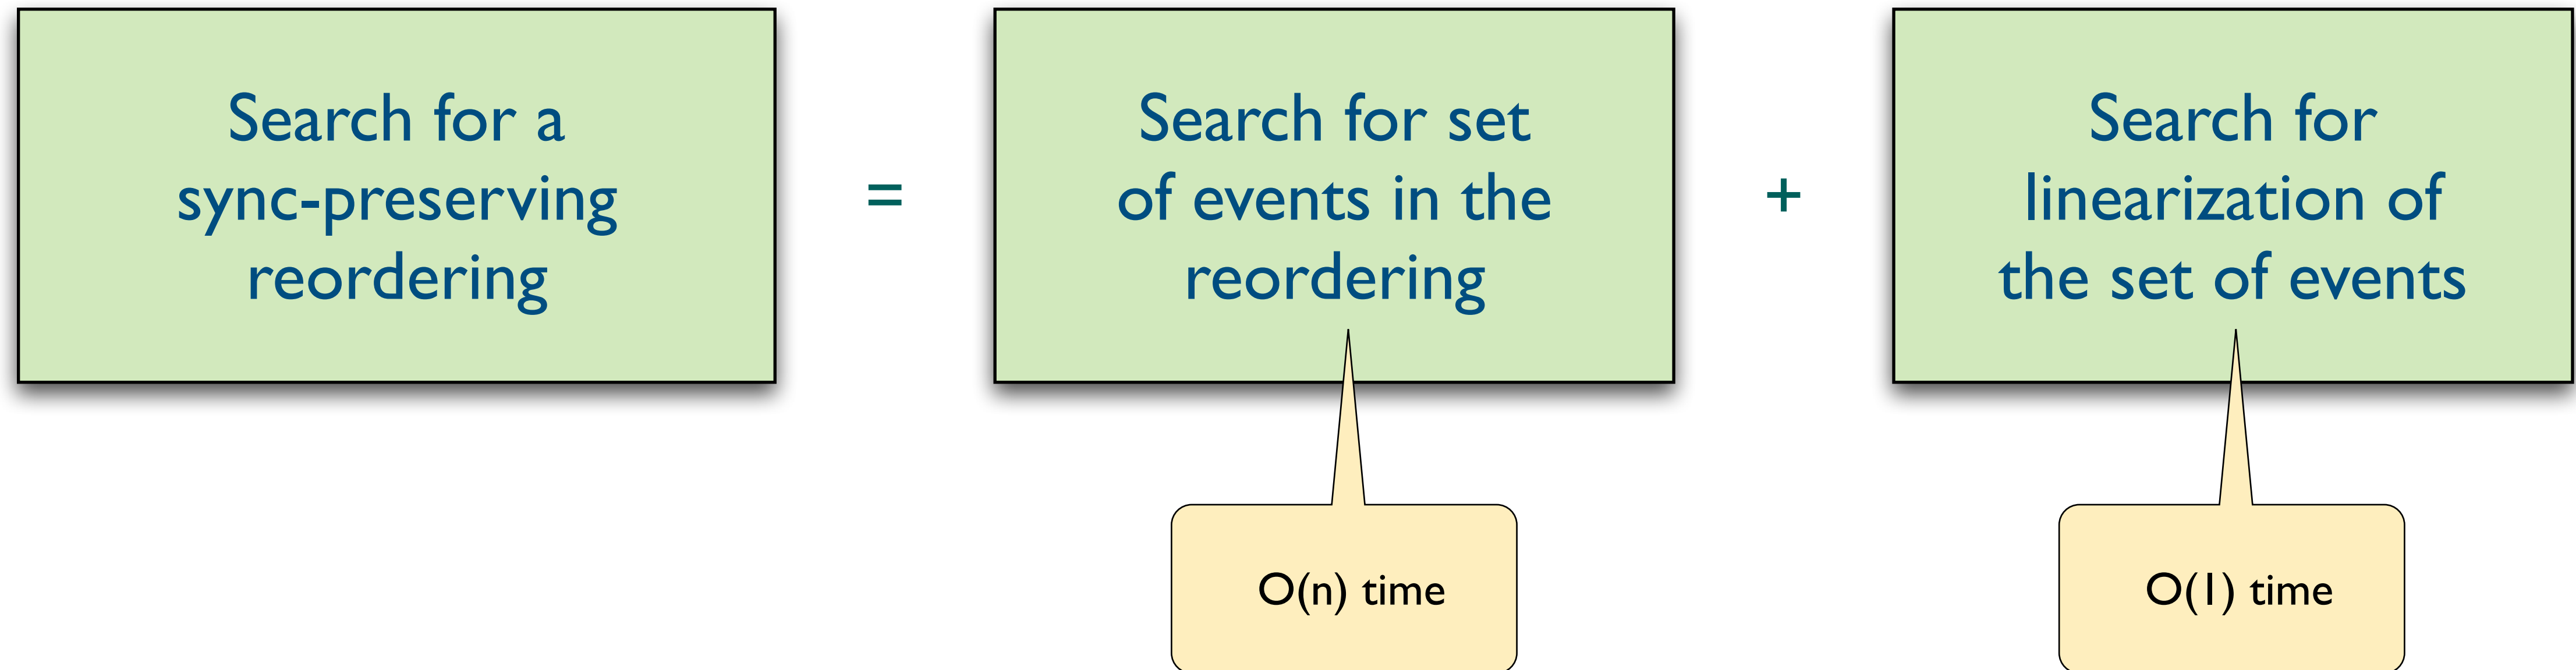 Search for a
sync-preserving
reordering
=
Search for set
of events in the
reordering
+
Search for
linearization of
the set of events
O(n) time
O(1) time